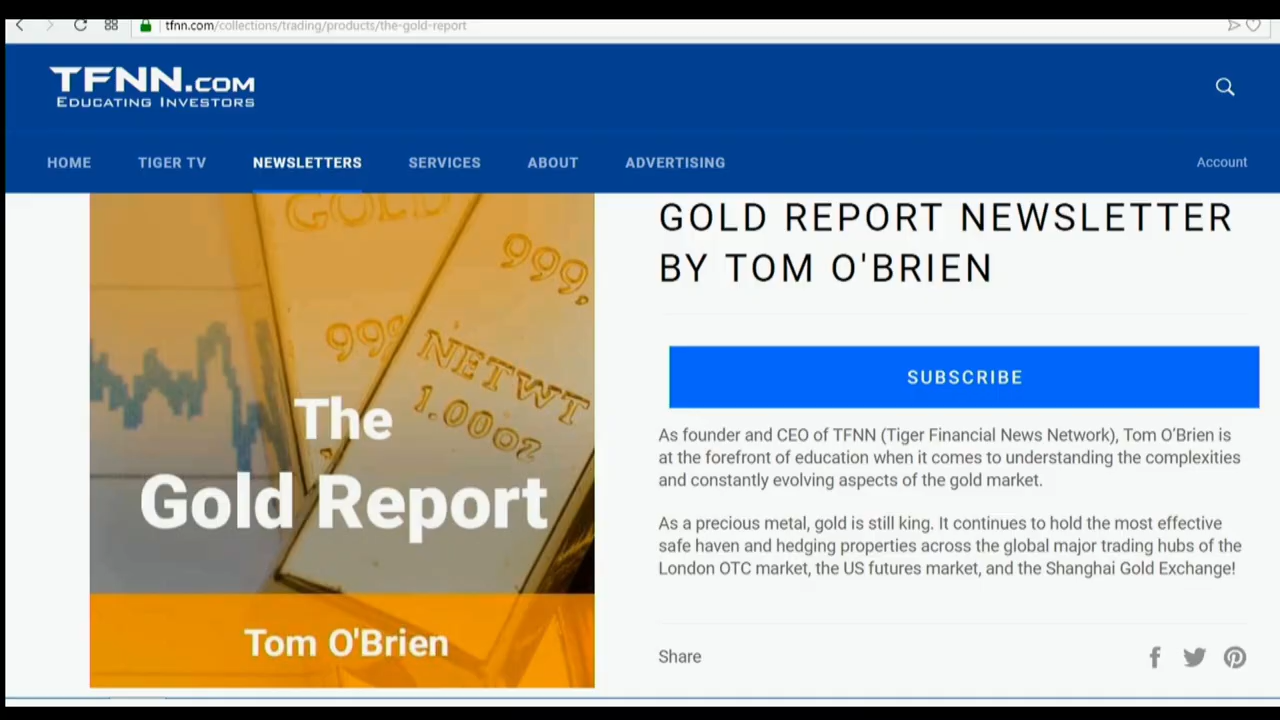 tfnn.com/collections/trading/products/the-gold-report
TFNN.COM
EDUCATING INVESTORS
HOME TIGER TV NEWSLETTERS SERVICES ABOUT ADVERTISING Account
GOLD
999,
999
NET WT
1.00OZ
The
Gold Report
Tom O'Brien
GOLD REPORT NEWSLETTER
BY TOM O'BRIEN
SUBSCRIBE
As founder and CEO of TFNN (Tiger Financial News Network), Tom O'Brien is
at the forefront of education when it comes to understanding the complexities
and constantly evolving aspects of the gold market.
As a precious metal, gold is still king. It continues to hold the most effective
safe haven and hedging properties across the global major trading hubs of the
London OTC market, the US futures market, and the Shanghai Gold Exchange!
Share